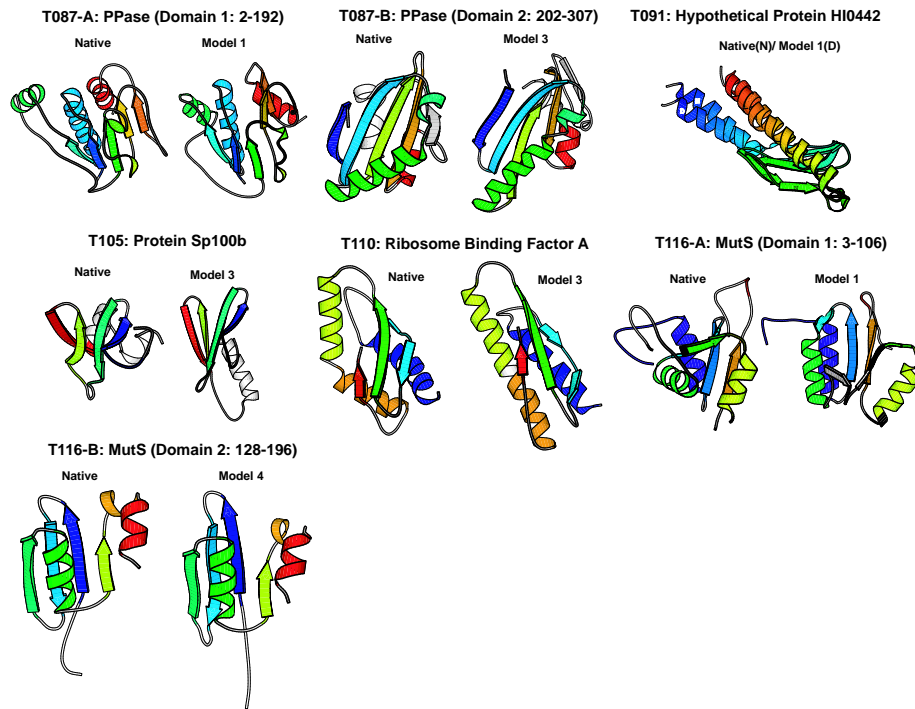 T087-A: PPase (Domain 1: 2-192)
Native
Model 1
T087-B: PPase (Domain 2: 202-307)
Native
Model 3
T091: Hypothetical Protein HI0442
Native(N)/ Model 1(D)
T105: Protein Sp100b
Native
Model 3
T110: Ribosome Binding Factor A
Native
Model 3
T116-A: MutS (Domain 1: 3-106)
Native
Model 1
T116-B: MutS (Domain 2: 128-196)
Native
Model 4